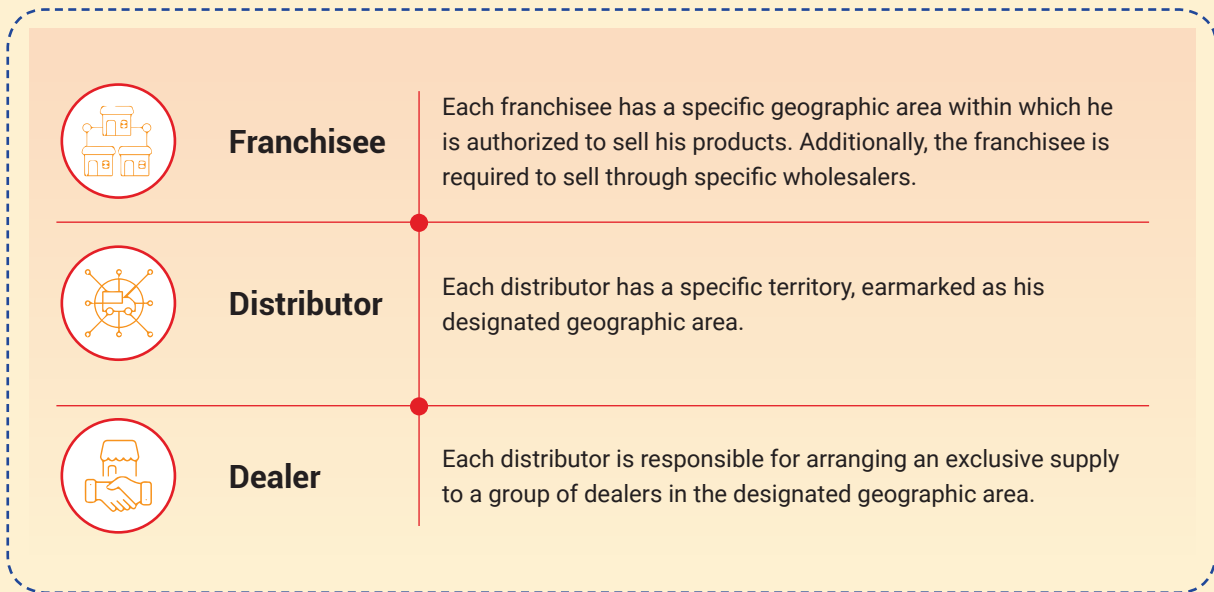 Franchisee
Each franchisee has a specific geographic area within which he
is authorized to sell his products. Additionally, the franchisee is
required to sell through specific wholesalers.
Distributor
Each distributor has a specific territory, earmarked as his
designated geographic area.
Dealer
Each distributor is responsible for arranging an exclusive supply
to a group of dealers in the designated geographic area.